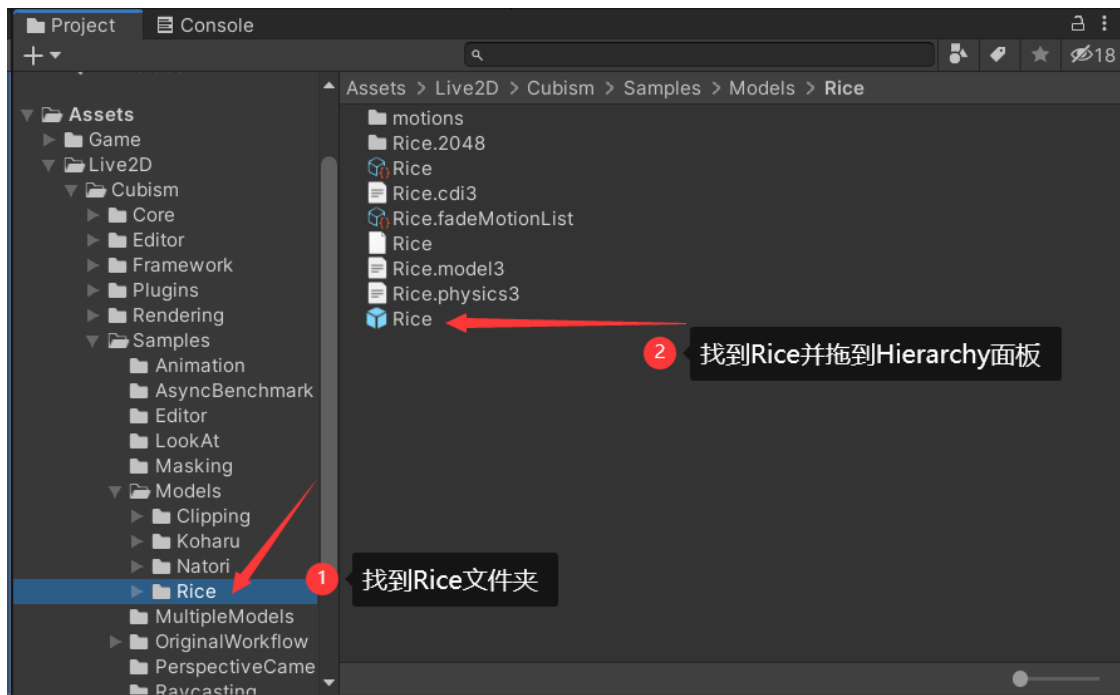 Project
Console
18
Assets > Live2D > Cubism > Samples > Models > Rice
Assets
Game
Live2D
Cubism
Core
Editor
Framework
Plugins
Rendering
Samples
Animation
AsyncBenchmark
Editor
LookAt
Masking
Models
Clipping
Koharu
Natori
Rice
MultipleModels
OriginalWorkflow
PerspectiveCame
Raycasting
motions
Rice.2048
Rice
Rice.cdi3
Rice.fadeMotionList
Rice
Rice.model3
Rice.physics3
Rice
2 找到Rice并拖到Hierarchy面板
1 找到Rice文件夹